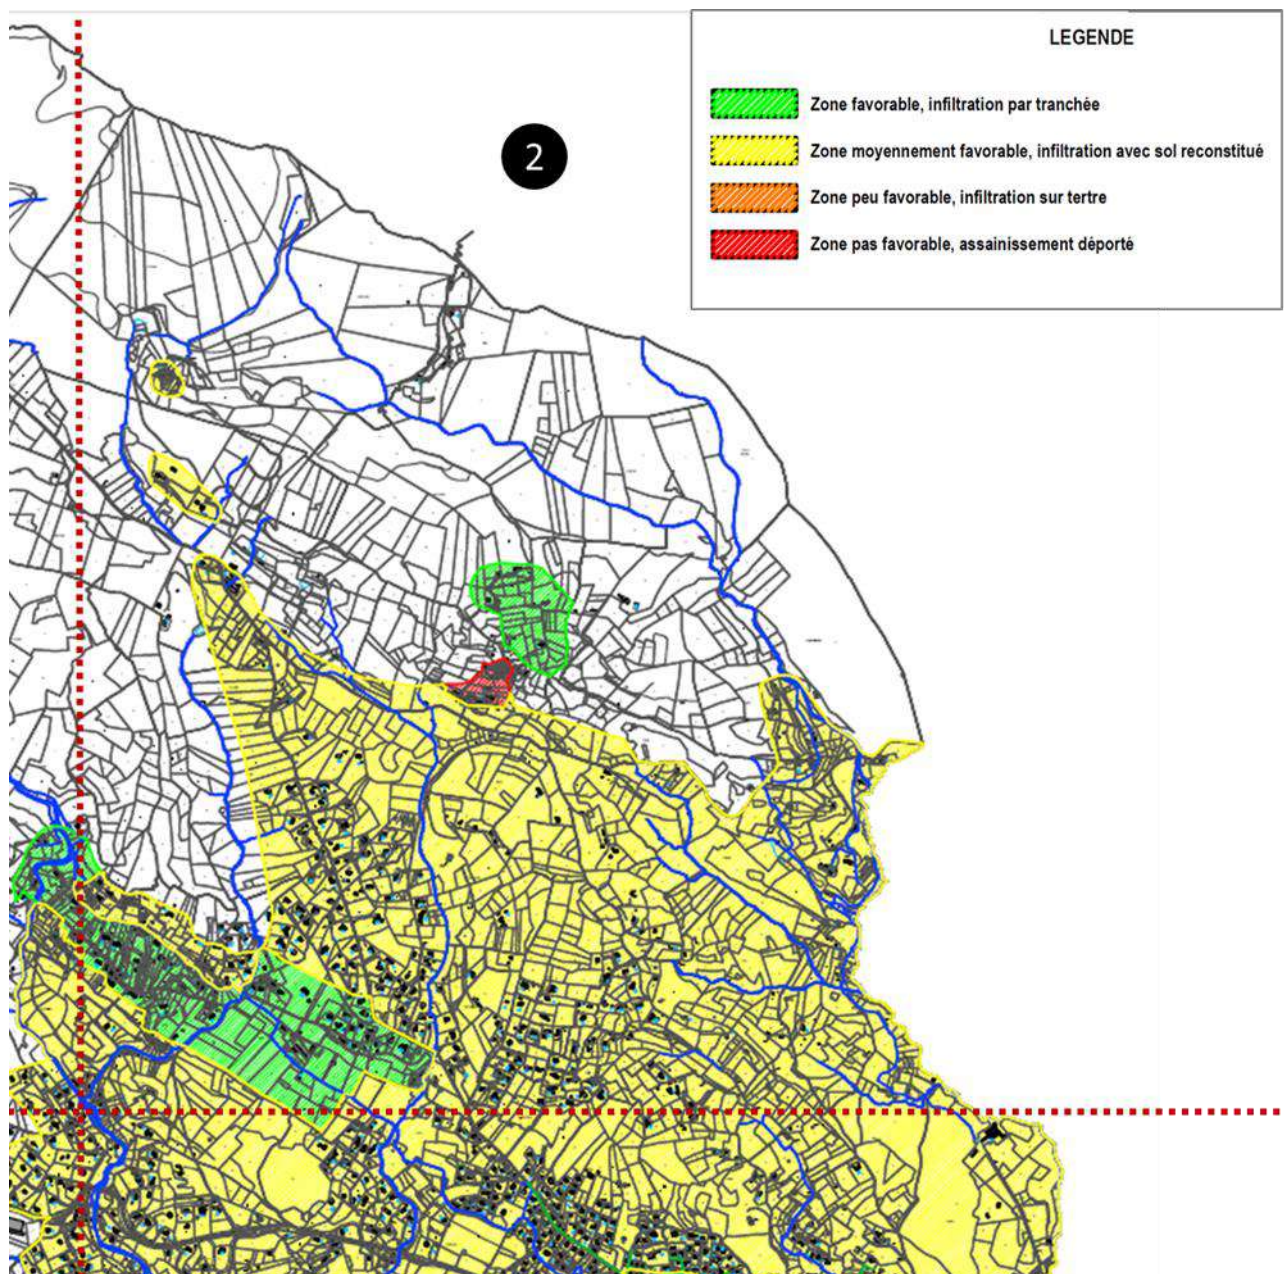 LEGENDE
Zone favorable, infiltration par tranchée
2
Zone moyennement favorable, infiltration avec sol reconstitué
Zone peu favorable, infiltration sur tertre
Zone pas favorable, assainissement déporté